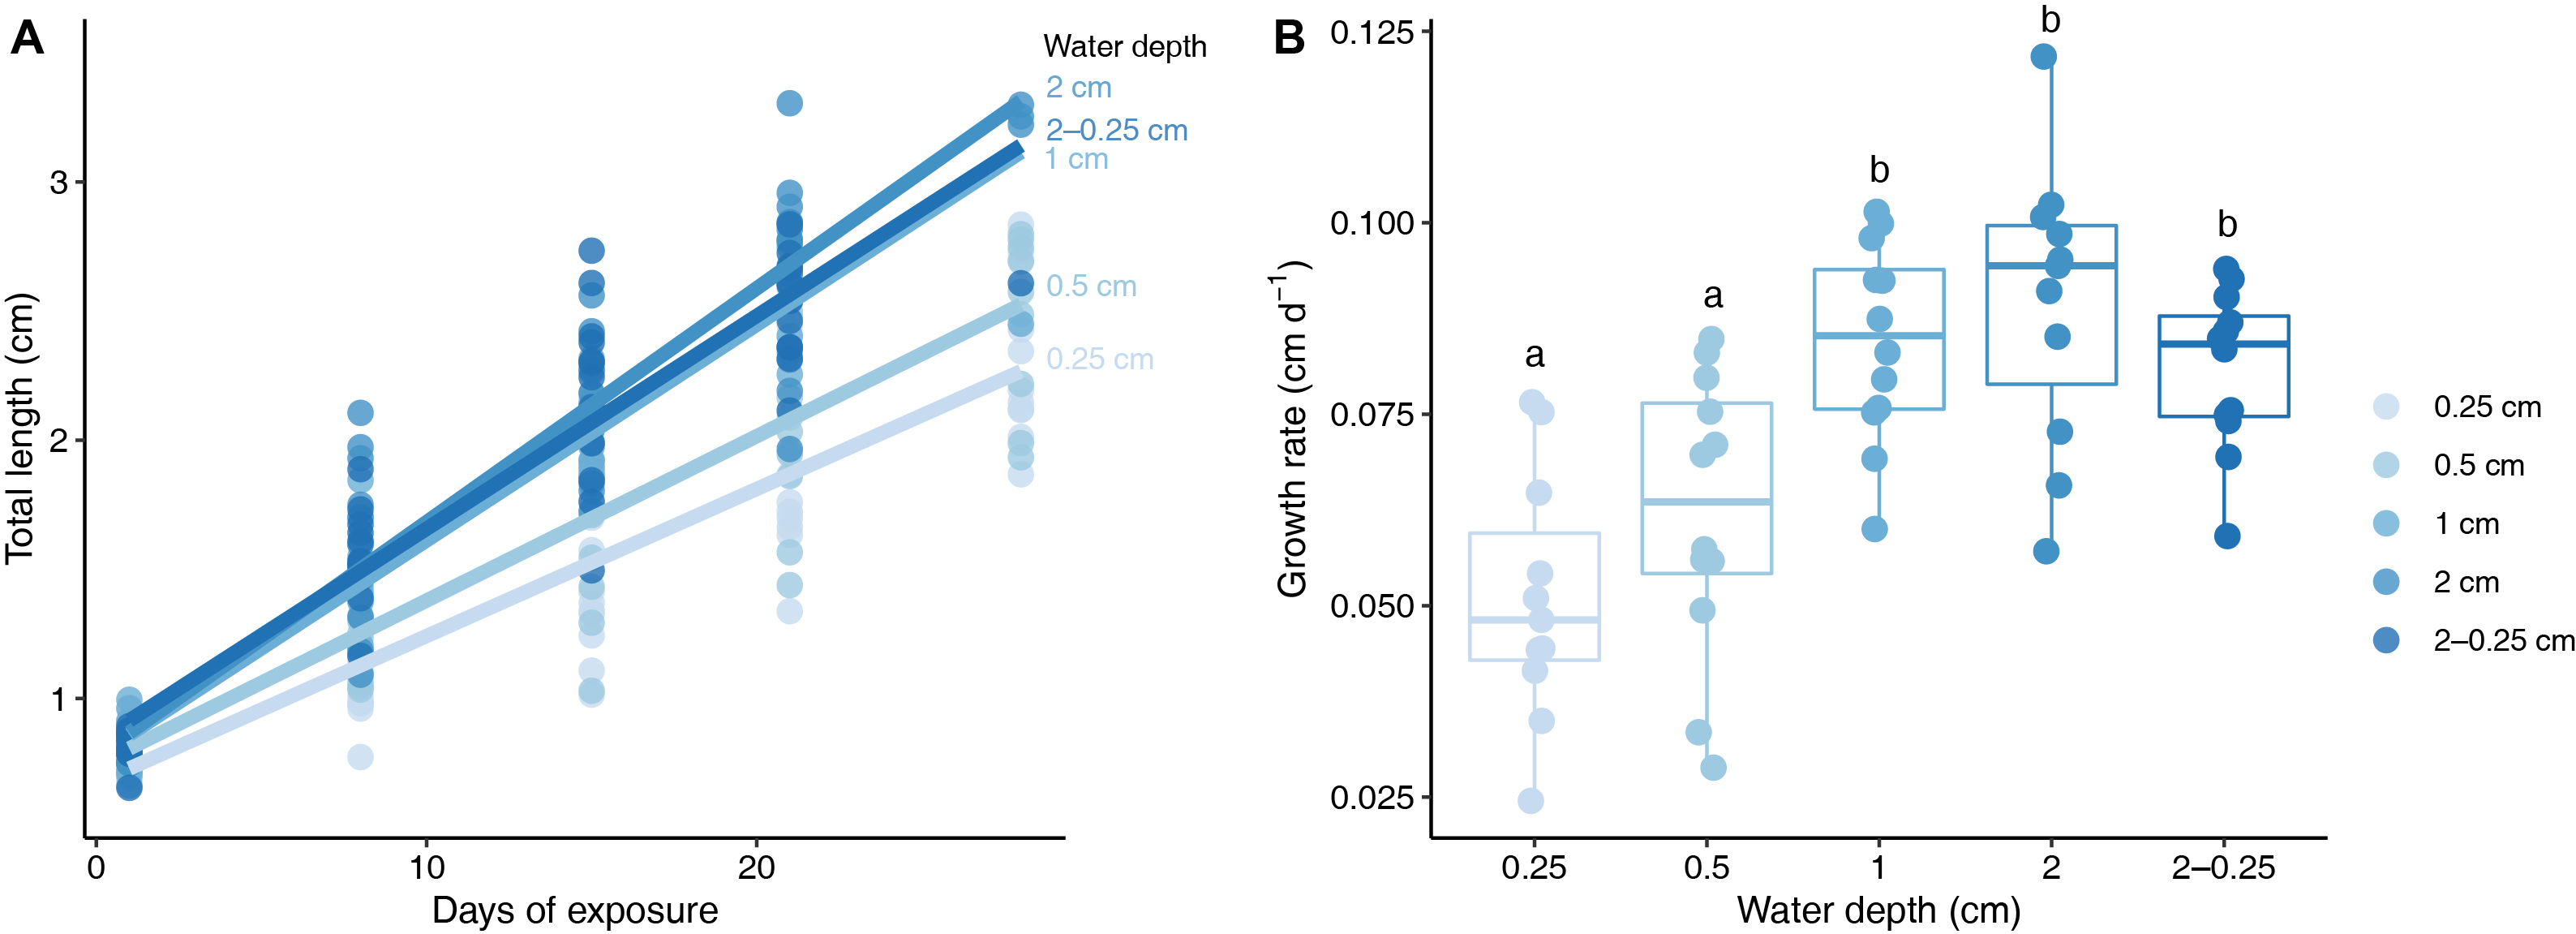 A
Water depth
2 cm
2–0.25 cm
1 cm
0.5 cm
0.25 cm
Total length (cm)
3
2
1
0
10
20
Days of exposure
B
Growth rate (cm d⁻¹)
0.125
0.100
0.075
0.050
0.025
a
a
b
b
b
0.25
0.5
1
2
2–0.25
Water depth (cm)
0.25 cm
0.5 cm
1 cm
2 cm
2–0.25 cm